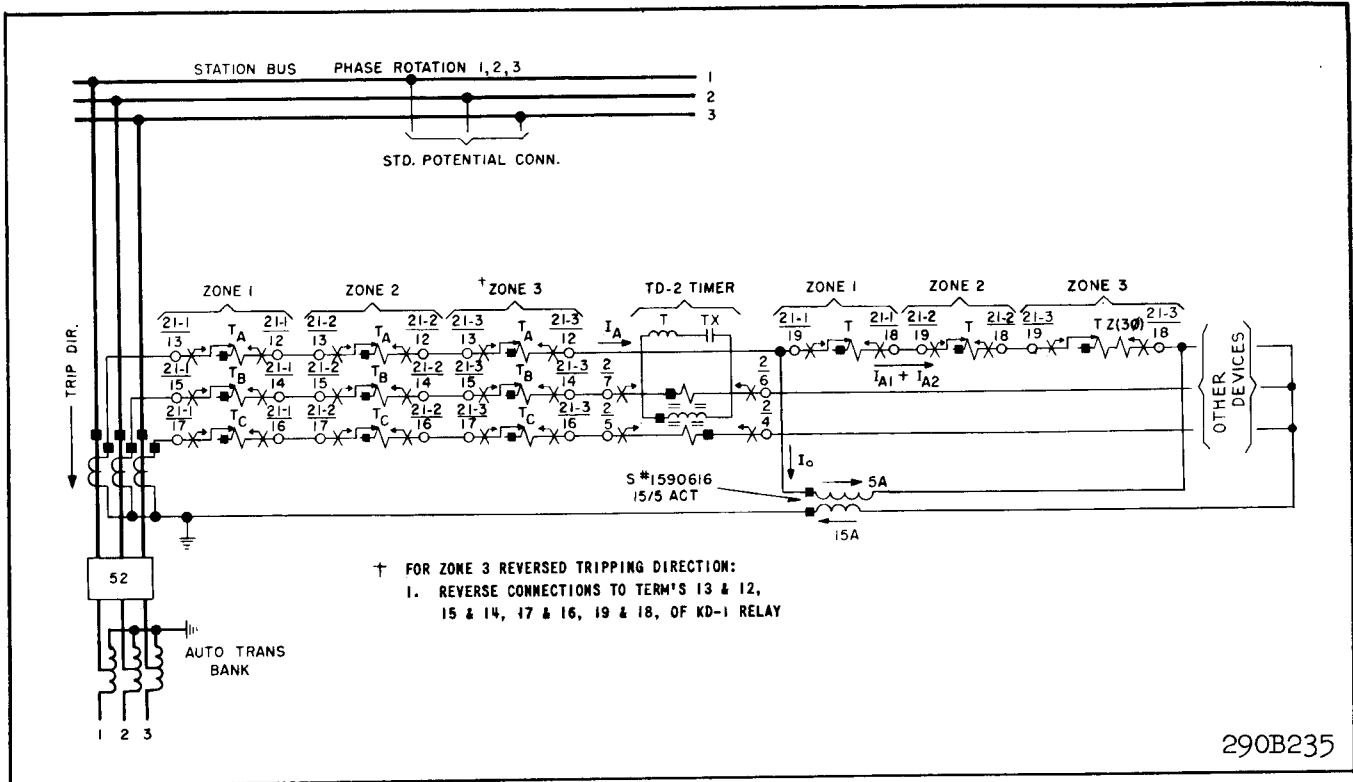 STATION BUS PHASE ROTATION 1,2,3
1
2
3
STD. POTENTIAL CONN.
TRIP DIR.
ZONE 1
ZONE 2
† ZONE 3
TD-2 TIMER
ZONE 1
ZONE 2
ZONE 3
21-1 13 TA 21-1 12
21-2 13 TA 21-2 12
21-3 13 TA 21-3 12
IA
T TX
21-1 19 T 21-1 18
21-2 19 T 21-2 18
21-3 19 T Z(3Ø) 21-3 18
IA1 + IA2
21-1 15 TB 21-1 14
21-2 15 TB 21-2 14
21-3 15 TB 21-3 14
2 7
2 6
21-1 17 TC 21-1 16
21-2 17 TC 21-2 16
21-3 17 TC 21-3 16
2 5
2 4
OTHER
DEVICES
Io
S#1590616
15/5 ACT
5A
15A
52
† FOR ZONE 3 REVERSED TRIPPING DIRECTION:
1. REVERSE CONNECTIONS TO TERM'S 13 & 12,
15 & 14, 17 & 16, 19 & 18, OF KD-1 RELAY
AUTO TRANS
BANK
1 2 3
290B235